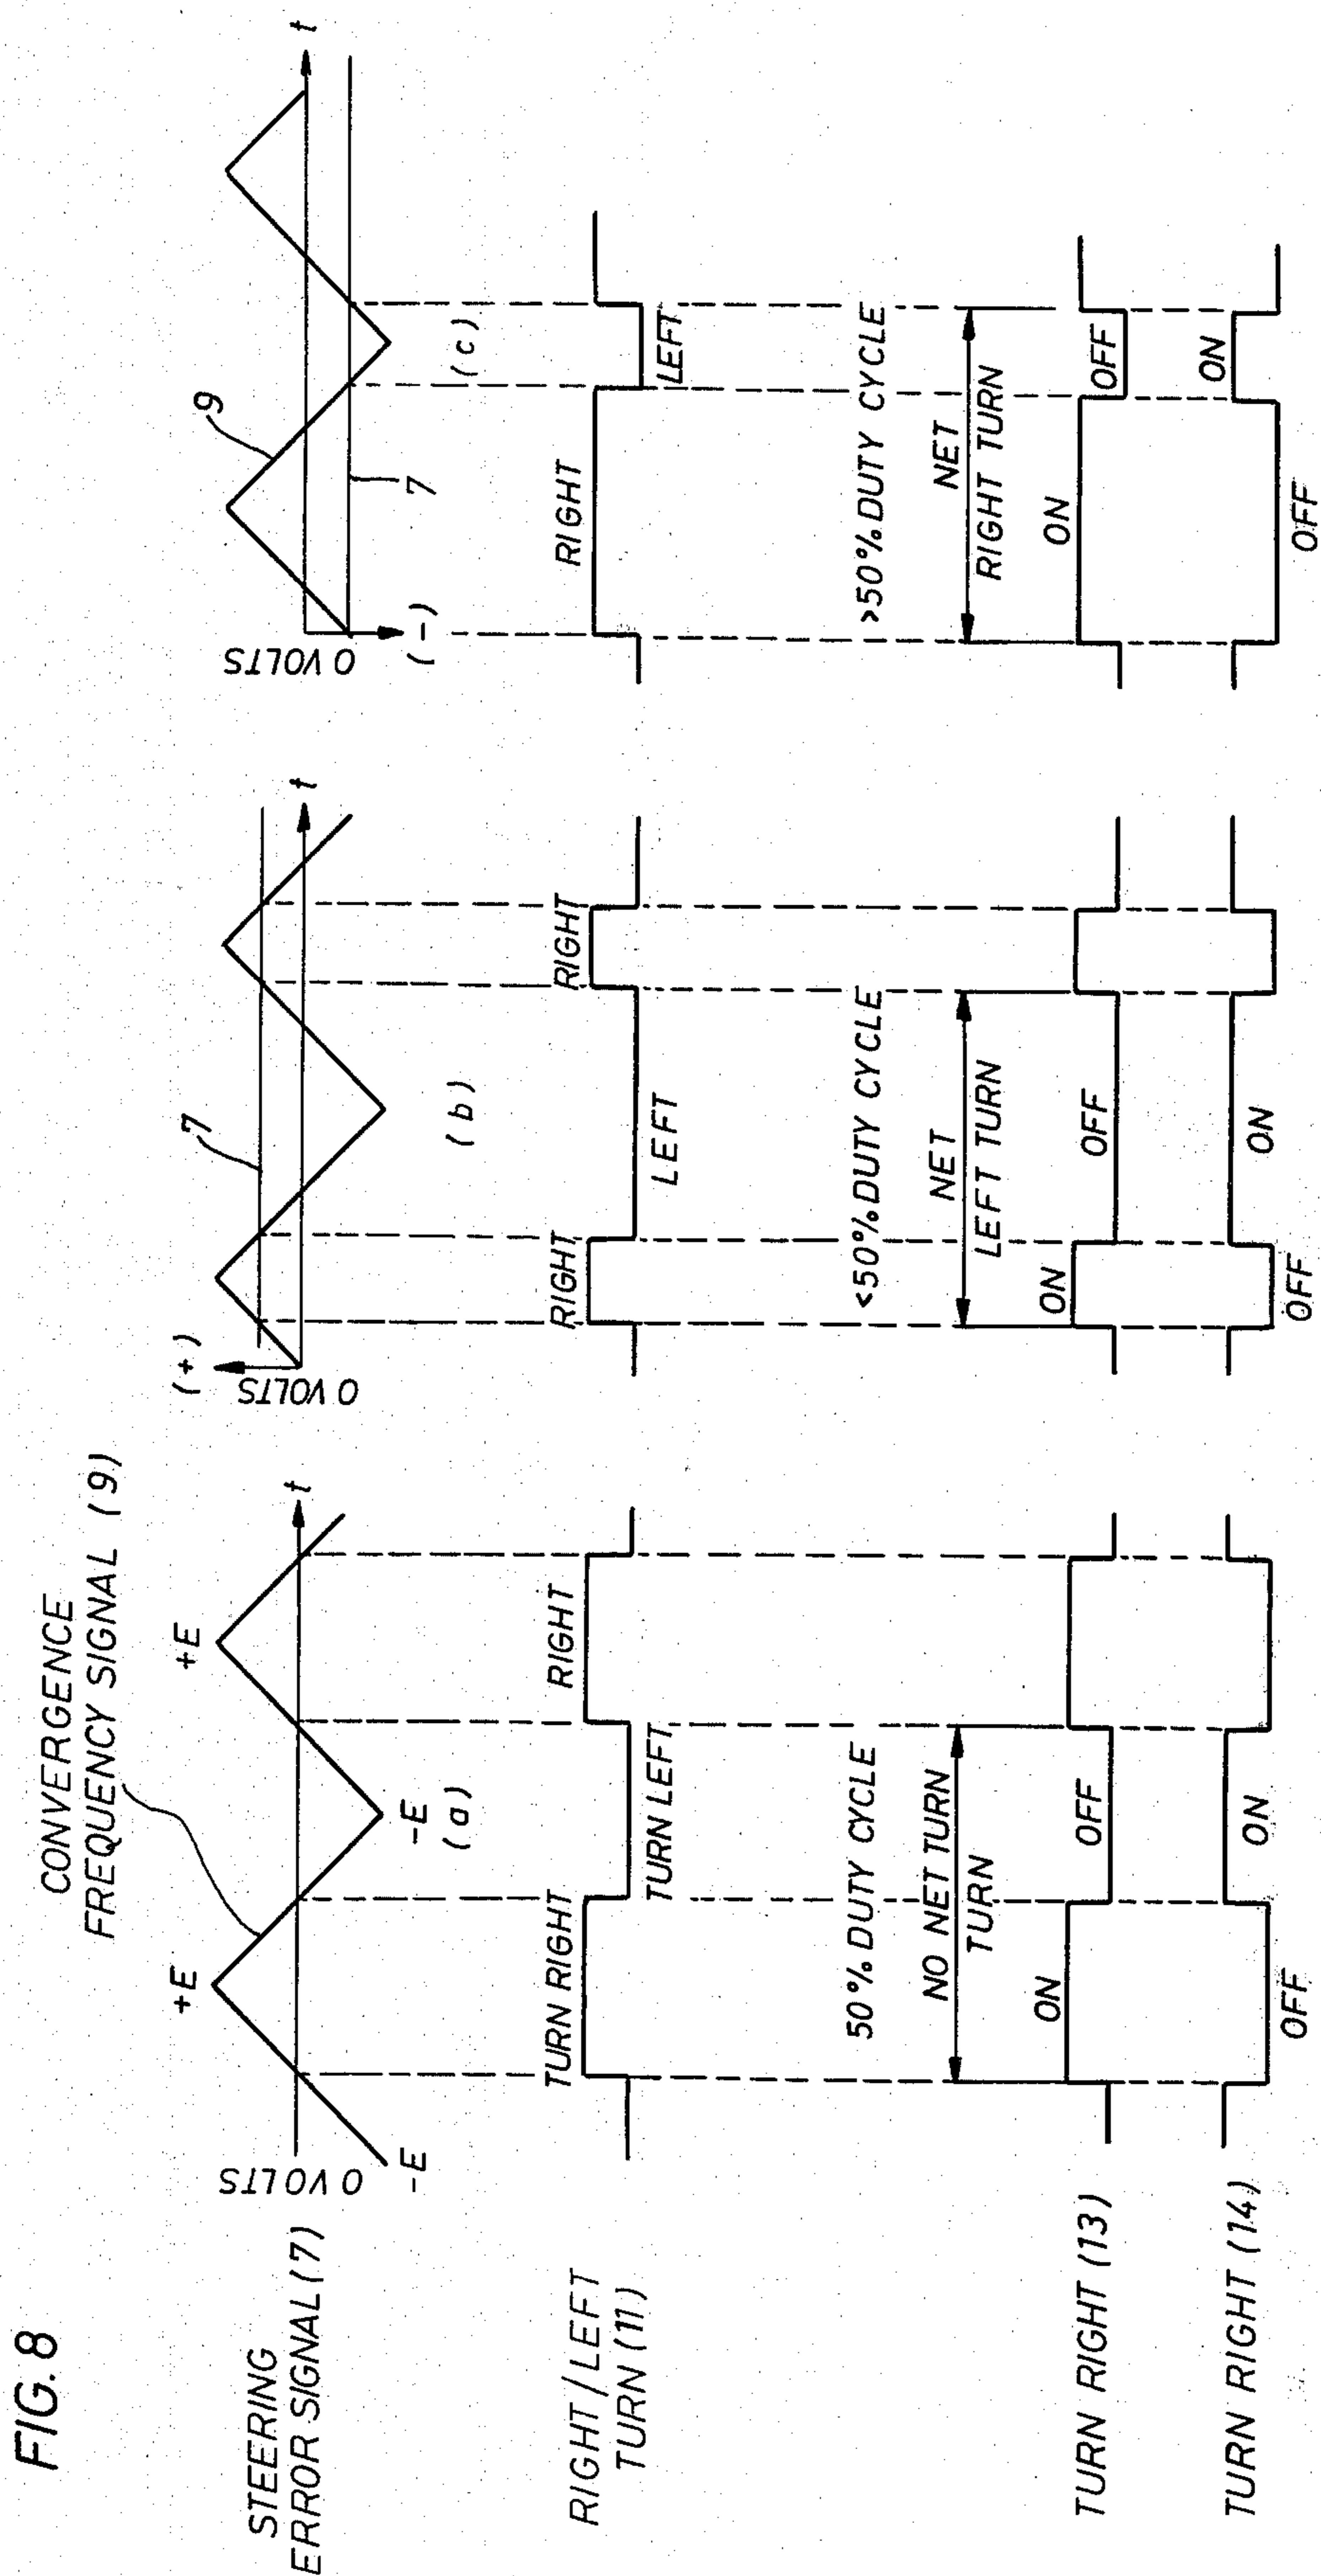 FIG. 8
CONVERGENCE
FREQUENCY SIGNAL (9)
STEERING
ERROR SIGNAL (7)
0 VOLTS
+E
+E
-E
-E
t
(a)
(+)
0 VOLTS
7
t
(b)
0 VOLTS
(-)
9
7
t
(c)
RIGHT / LEFT
TURN (11)
TURN RIGHT
TURN LEFT
RIGHT
RIGHT
LEFT
RIGHT
RIGHT
LEFT
50% DUTY CYCLE
NO NET TURN
TURN
<50% DUTY CYCLE
NET
LEFT TURN
>50% DUTY CYCLE
NET
RIGHT TURN
TURN RIGHT (13)
ON
OFF
ON
OFF
ON
OFF
TURN RIGHT (14)
OFF
ON
OFF
ON
OFF
ON